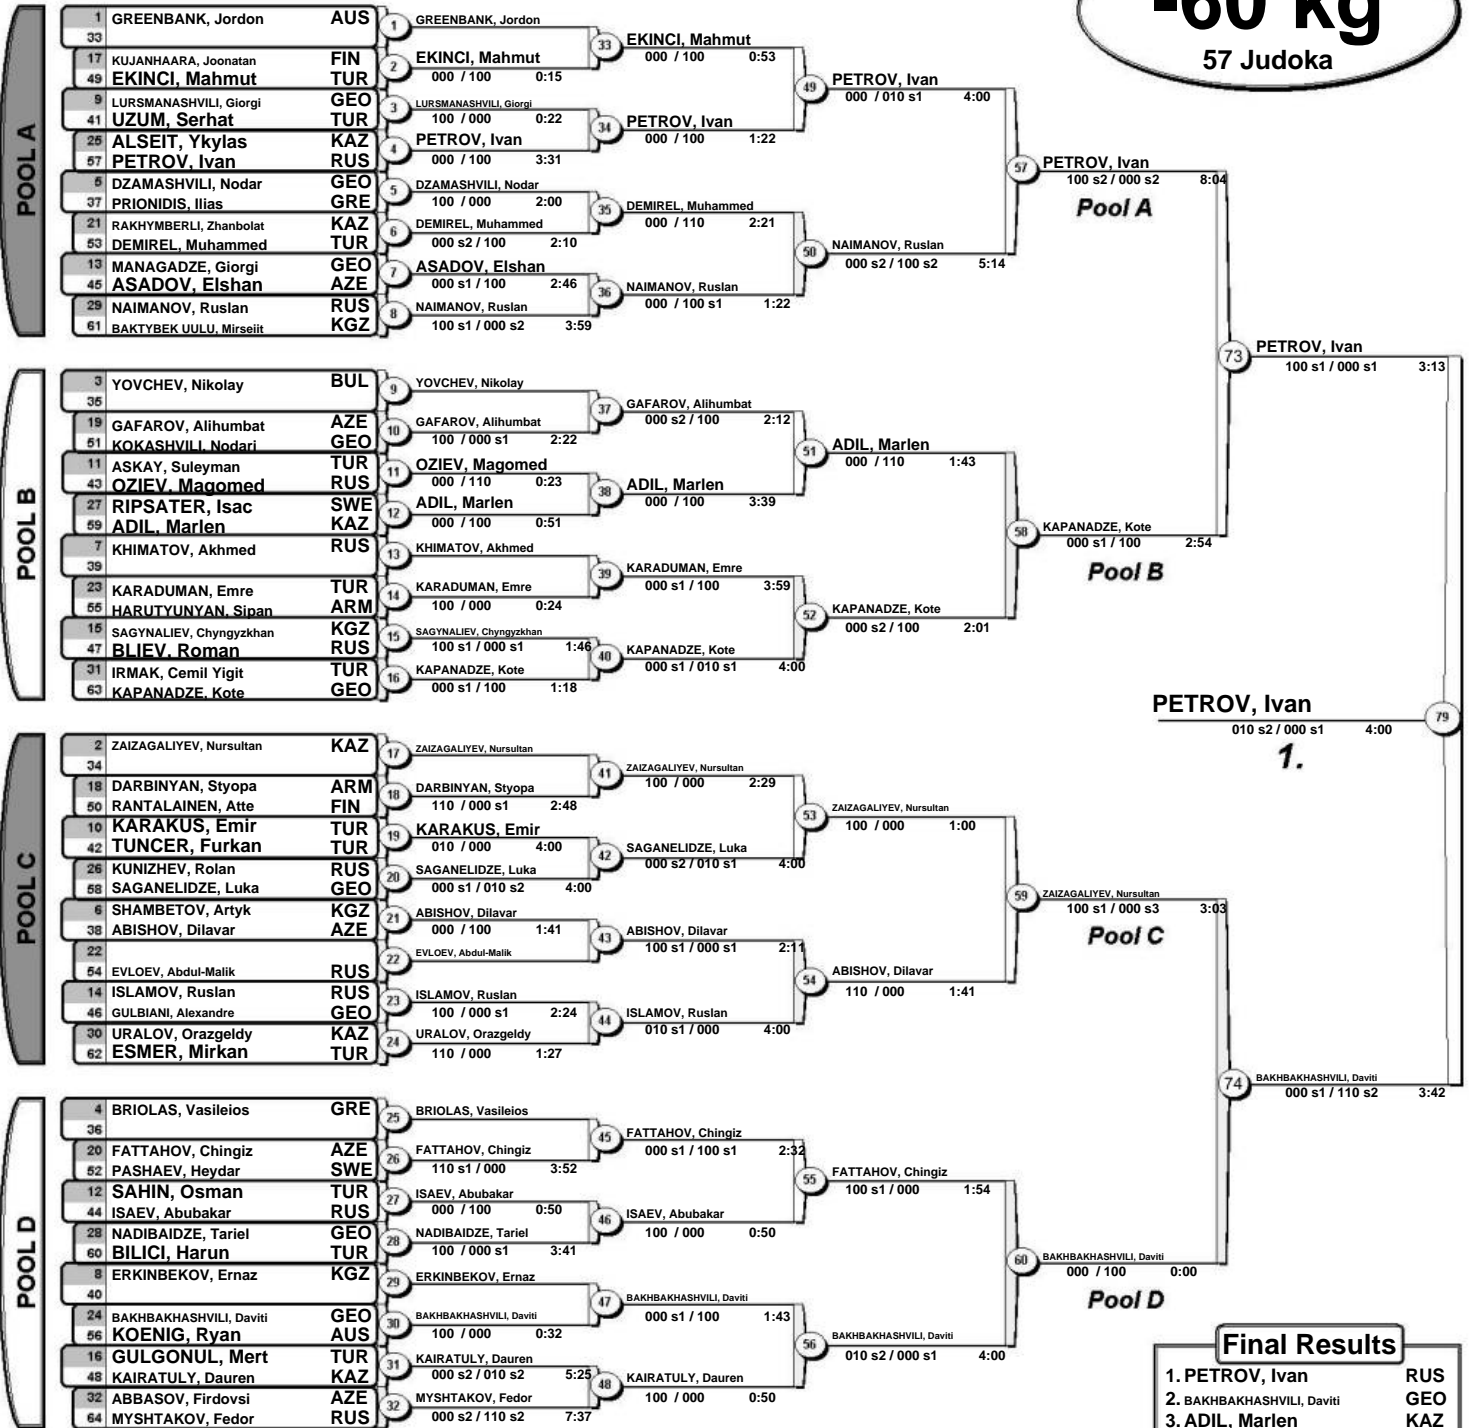 -60 kg
57 Judoka
POOL A
1 GREENBANK, Jordon AUS
33
17 KUJANHAARA, Joonatan FIN
49 EKINCI, Mahmut TUR
9 LURSMANASHVILI, Giorgi GEO
41 UZUM, Serhat TUR
25 ALSEIT, Ykylas KAZ
57 PETROV, Ivan RUS
5 DZAMASHVILI, Nodar GEO
37 PRIONIDIS, Ilias GRE
21 RAKHYMBERLI, Zhanbolat KAZ
53 DEMIREL, Muhammed TUR
13 MANAGADZE, Giorgi GEO
45 ASADOV, Elshan AZE
29 NAIMANOV, Ruslan RUS
61 BAKTYBEK UULU, Mirseiit KGZ
1 GREENBANK, Jordon
2 EKINCI, Mahmut
000 / 100 0:15
3 LURSMANASHVILI, Giorgi
100 / 000 0:22
4 PETROV, Ivan
000 / 100 3:31
5 DZAMASHVILI, Nodar
100 / 000 2:00
6 DEMIREL, Muhammed
000 s2 / 100 2:10
7 ASADOV, Elshan
000 s1 / 100 2:46
8 NAIMANOV, Ruslan
100 s1 / 000 s2 3:59
33 EKINCI, Mahmut
000 / 100 0:53
34 PETROV, Ivan
000 / 100 1:22
35 DEMIREL, Muhammed
000 / 110 2:21
36 NAIMANOV, Ruslan
000 / 100 s1 1:22
49 PETROV, Ivan
000 / 010 s1 4:00
50 NAIMANOV, Ruslan
000 s2 / 100 s2 5:14
57 PETROV, Ivan
100 s2 / 000 s2 8:04
Pool A
POOL B
3 YOVCHEV, Nikolay BUL
35
19 GAFAROV, Alihumbat AZE
51 KOKASHVILI, Nodari GEO
11 ASKAY, Suleyman TUR
43 OZIEV, Magomed RUS
27 RIPSATER, Isac SWE
59 ADIL, Marlen KAZ
7 KHIMATOV, Akhmed RUS
39
23 KARADUMAN, Emre TUR
55 HARUTYUNYAN, Sipan ARM
15 SAGYNALIEV, Chyngyzkhan KGZ
47 BLIEV, Roman RUS
31 IRMAK, Cemil Yigit TUR
63 KAPANADZE, Kote GEO
9 YOVCHEV, Nikolay
10 GAFAROV, Alihumbat
100 / 000 s1 2:22
11 OZIEV, Magomed
000 / 110 0:23
12 ADIL, Marlen
000 / 100 0:51
13 KHIMATOV, Akhmed
14 KARADUMAN, Emre
100 / 000 0:24
15 SAGYNALIEV, Chyngyzkhan
100 s1 / 000 s1 1:46
16 KAPANADZE, Kote
000 s1 / 100 1:18
37 GAFAROV, Alihumbat
000 s2 / 100 2:12
38 ADIL, Marlen
000 / 100 3:39
39 KARADUMAN, Emre
000 s1 / 100 3:59
40 KAPANADZE, Kote
000 s1 / 010 s1 4:00
51 ADIL, Marlen
000 / 110 1:43
52 KAPANADZE, Kote
000 s2 / 100 2:01
58 KAPANADZE, Kote
000 s1 / 100 2:54
Pool B
73 PETROV, Ivan
100 s1 / 000 s1 3:13
PETROV, Ivan 79
010 s2 / 000 s1 4:00
1.
POOL C
2 ZAIZAGALIYEV, Nursultan KAZ
34
18 DARBINYAN, Styopa ARM
50 RANTALAINEN, Atte FIN
10 KARAKUS, Emir TUR
42 TUNCER, Furkan TUR
26 KUNIZHEV, Rolan RUS
58 SAGANELIDZE, Luka GEO
6 SHAMBETOV, Artyk KGZ
38 ABISHOV, Dilavar AZE
22
54 EVLOEV, Abdul-Malik RUS
14 ISLAMOV, Ruslan RUS
46 GULBIANI, Alexandre GEO
30 URALOV, Orazgeldy KAZ
62 ESMER, Mirkan TUR
17 ZAIZAGALIYEV, Nursultan
18 DARBINYAN, Styopa
110 / 000 s1 2:48
19 KARAKUS, Emir
010 / 000 4:00
20 SAGANELIDZE, Luka
000 s1 / 010 s2 4:00
21 ABISHOV, Dilavar
000 / 100 1:41
22 EVLOEV, Abdul-Malik
23 ISLAMOV, Ruslan
100 / 000 s1 2:24
24 URALOV, Orazgeldy
110 / 000 1:27
41 ZAIZAGALIYEV, Nursultan
100 / 000 2:29
42 SAGANELIDZE, Luka
000 s2 / 010 s1 4:00
43 ABISHOV, Dilavar
100 s1 / 000 s1 2:11
44 ISLAMOV, Ruslan
010 s1 / 000 4:00
53 ZAIZAGALIYEV, Nursultan
100 / 000 1:00
54 ABISHOV, Dilavar
110 / 000 1:41
59 ZAIZAGALIYEV, Nursultan
100 s1 / 000 s3 3:03
Pool C
POOL D
4 BRIOLAS, Vasileios GRE
36
20 FATTAHOV, Chingiz AZE
52 PASHAEV, Heydar SWE
12 SAHIN, Osman TUR
44 ISAEV, Abubakar RUS
28 NADIBAIDZE, Tariel GEO
60 BILICI, Harun TUR
8 ERKINBEKOV, Ernaz KGZ
40
24 BAKHBAKHASHVILI, Daviti GEO
56 KOENIG, Ryan AUS
16 GULGONUL, Mert TUR
48 KAIRATULY, Dauren KAZ
32 ABBASOV, Firdovsi AZE
64 MYSHTAKOV, Fedor RUS
25 BRIOLAS, Vasileios
26 FATTAHOV, Chingiz
110 s1 / 000 3:52
27 ISAEV, Abubakar
000 / 100 0:50
28 NADIBAIDZE, Tariel
100 / 000 s1 3:41
29 ERKINBEKOV, Ernaz
30 BAKHBAKHASHVILI, Daviti
100 / 000 0:32
31 KAIRATULY, Dauren
000 s2 / 010 s2 5:25
32 MYSHTAKOV, Fedor
000 s2 / 110 s2 7:37
45 FATTAHOV, Chingiz
000 s1 / 100 s1 2:32
46 ISAEV, Abubakar
100 / 000 0:50
47 BAKHBAKHASHVILI, Daviti
000 s1 / 100 1:43
48 KAIRATULY, Dauren
100 / 000 0:50
55 FATTAHOV, Chingiz
100 s1 / 000 1:54
56 BAKHBAKHASHVILI, Daviti
010 s2 / 000 s1 4:00
60 BAKHBAKHASHVILI, Daviti
000 / 100 0:00
Pool D
74 BAKHBAKHASHVILI, Daviti
000 s1 / 110 s2 3:42
Final Results
1. PETROV, Ivan RUS
2. BAKHBAKHASHVILI, Daviti GEO
3. ADIL, Marlen KAZ